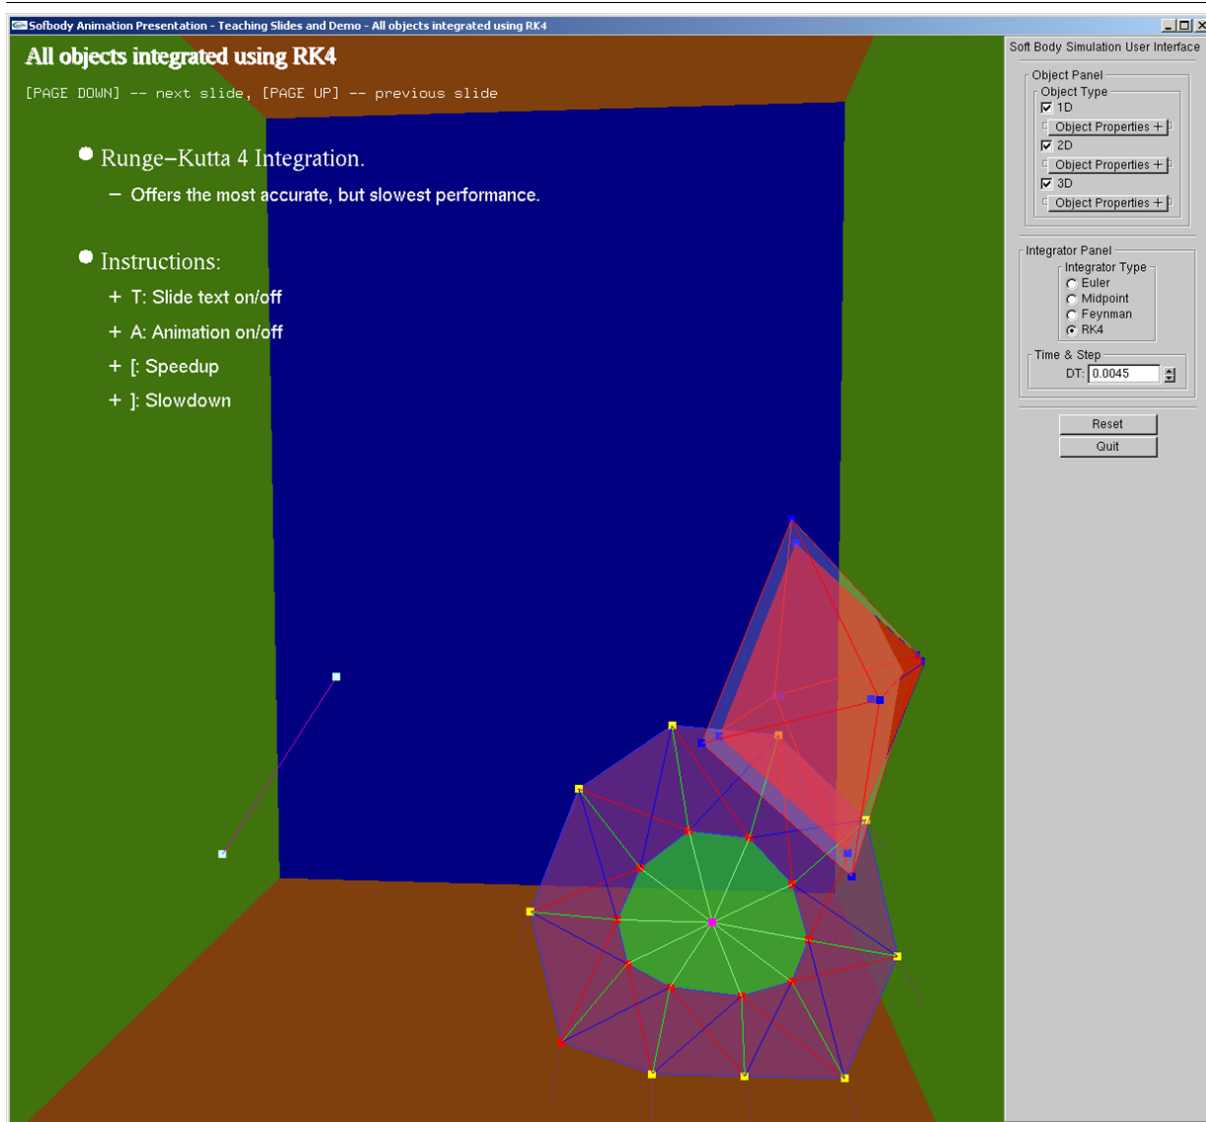 Sofbody Animation Presentation - Teaching Slides and Demo - All objects integrated using RK4
All objects integrated using RK4
[PAGE DOWN] -- next slide, [PAGE UP] -- previous slide
Runge-Kutta 4 Integration.
– Offers the most accurate, but slowest performance.
Instructions:
+ T: Slide text on/off
+ A: Animation on/off
+ [: Speedup
+ ]: Slowdown
Soft Body Simulation User Interface
Object Panel
Object Type
1D
Object Properties +
2D
Object Properties +
3D
Object Properties +
Integrator Panel
Integrator Type
Euler
Midpoint
Feynman
RK4
Time & Step
DT: 0.0045
Reset
Quit